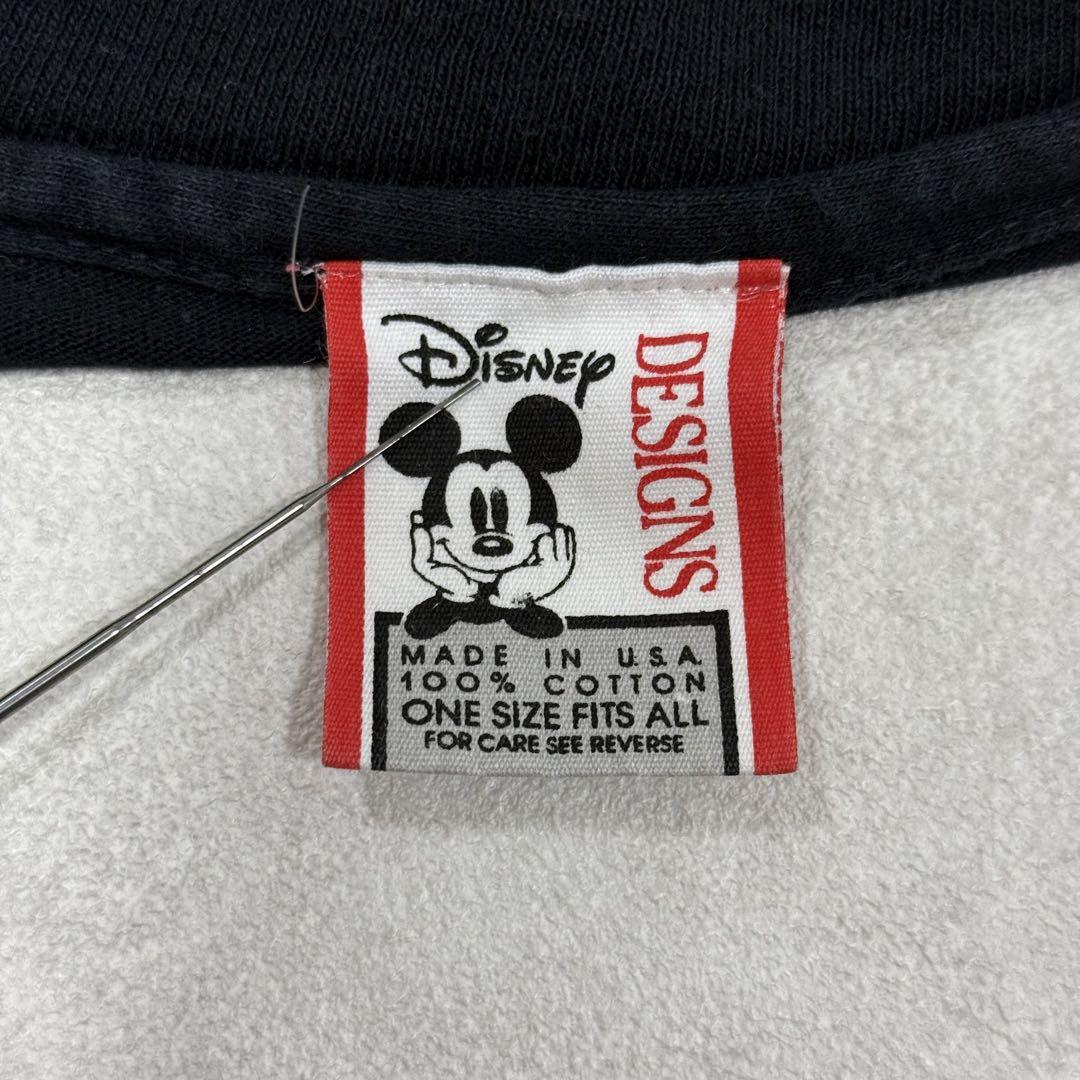 Disney
DESIGNS
MADE IN U.S.A.
100% COTTON
ONE SIZE FITS ALL
FOR CARE SEE REVERSE